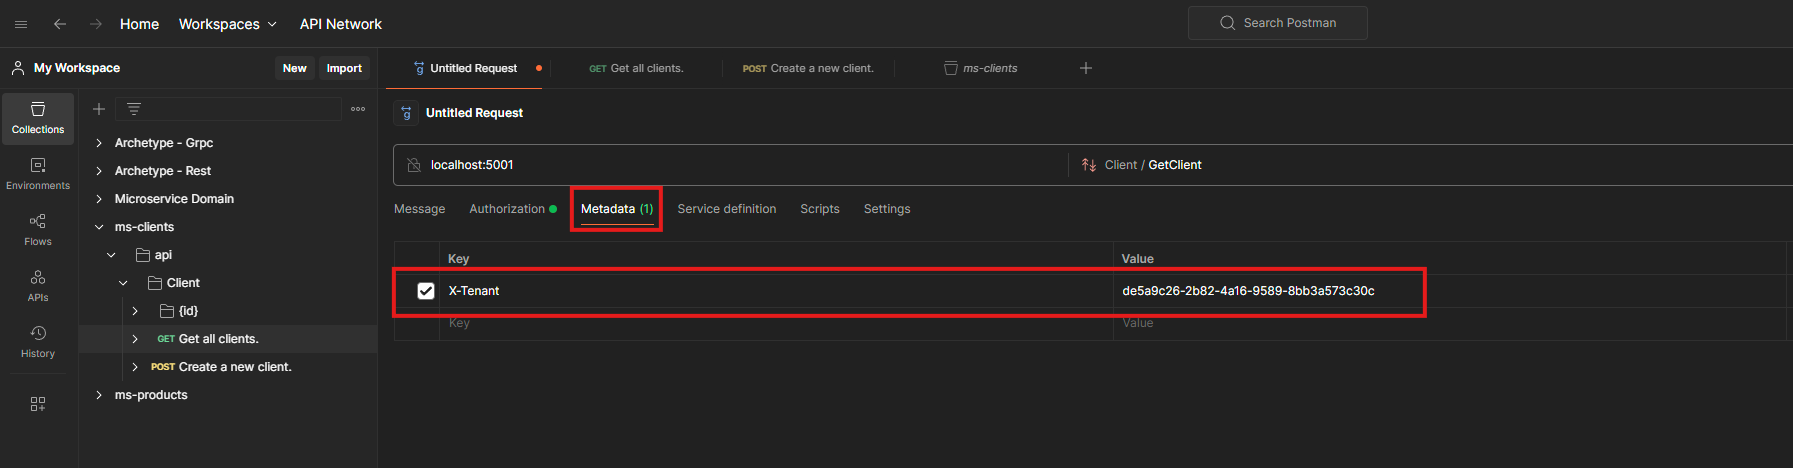 Home Workspaces API Network Search Postman
My Workspace New Import
Untitled Request GET Get all clients. POST Create a new client. ms-clients
Collections
Environments
Flows
APIs
History
Archetype - Grpc
Archetype - Rest
Microservice Domain
ms-clients
api
Client
{id}
GET Get all clients.
POST Create a new client.
ms-products
g Untitled Request
localhost:5001 Client / GetClient
Message Authorization Metadata (1) Service definition Scripts Settings
Key Value
X-Tenant de5a9c26-2b82-4a16-9589-8bb3a573c30c
Key Value